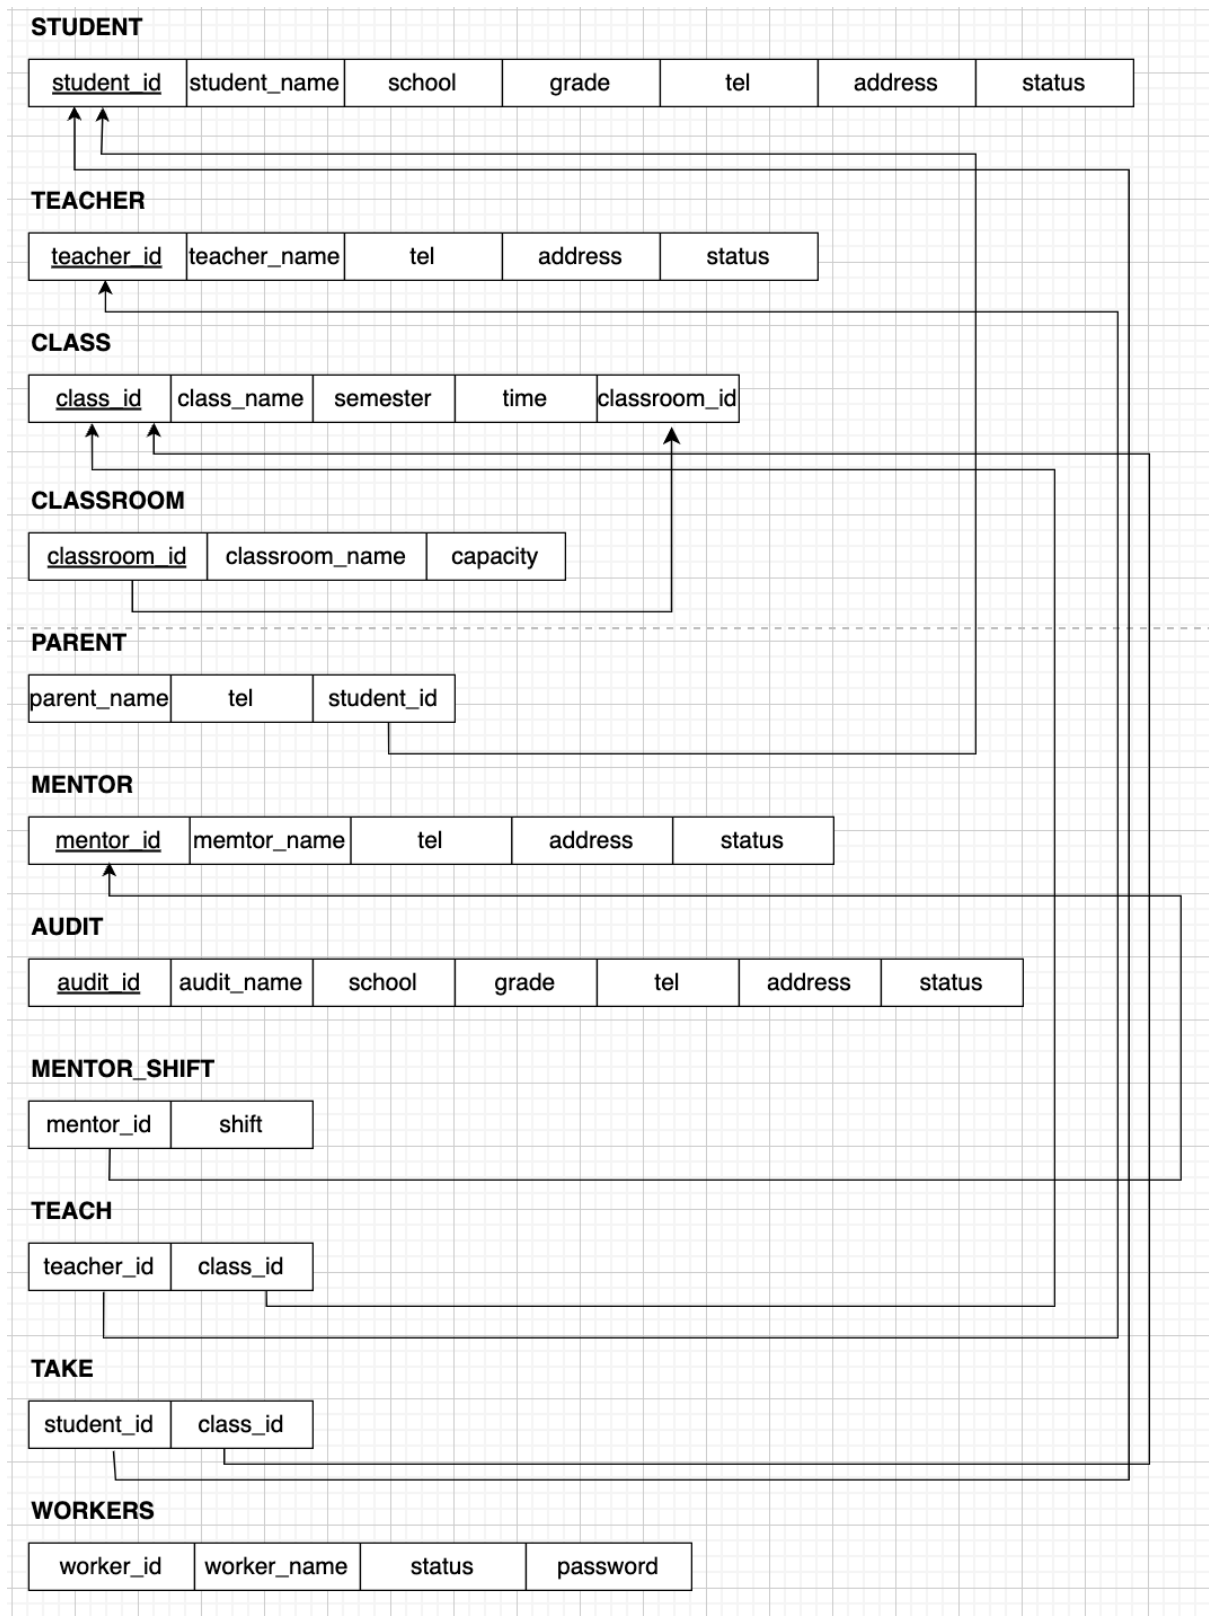 STUDENT
student_id student_name school grade tel address status
TEACHER
teacher_id teacher_name tel address status
CLASS
class_id class_name semester time classroom_id
CLASSROOM
classroom_id classroom_name capacity
PARENT
parent_name tel student_id
MENTOR
mentor_id memtor_name tel address status
AUDIT
audit_id audit_name school grade tel address status
MENTOR_SHIFT
mentor_id shift
TEACH
teacher_id class_id
TAKE
student_id class_id
WORKERS
worker_id worker_name status password